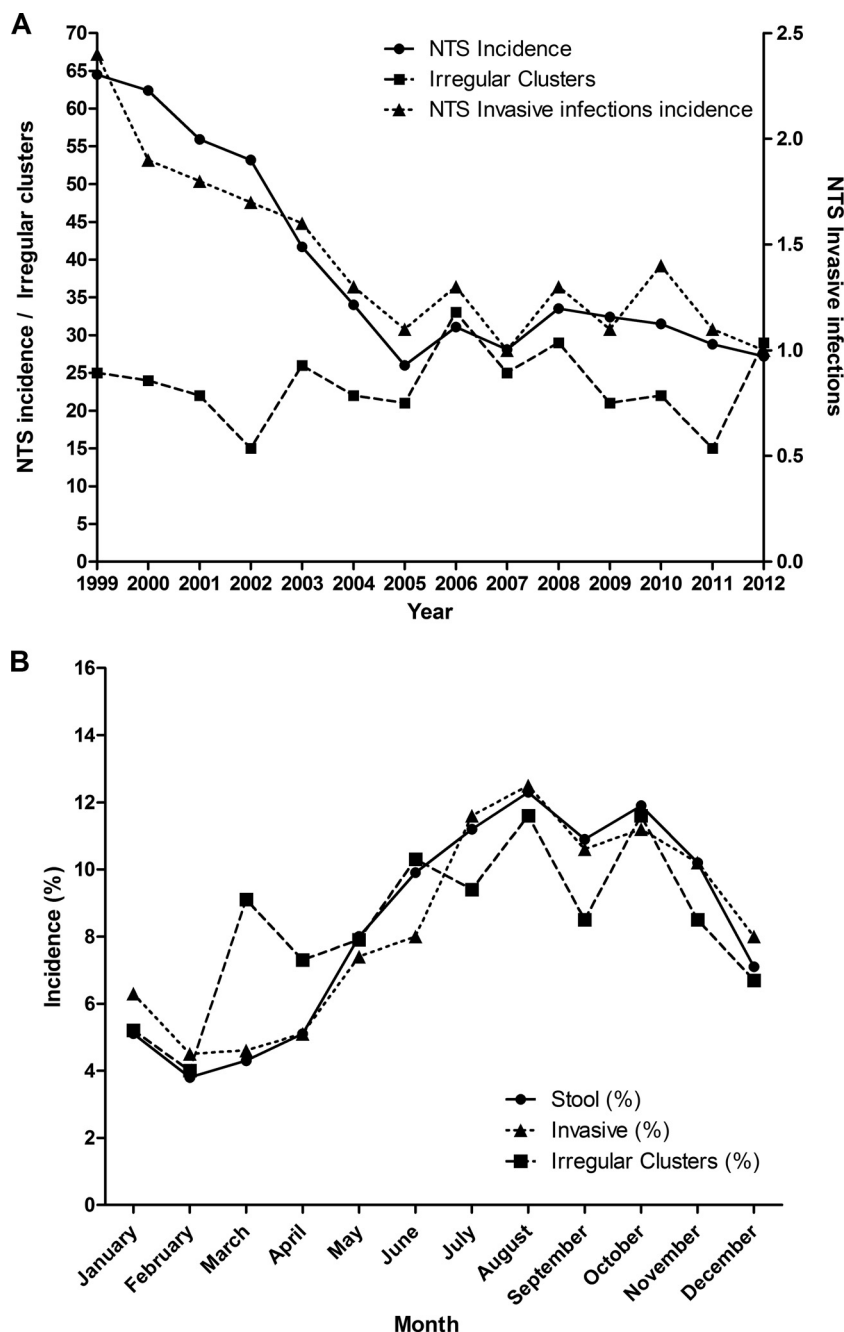 A
NTS Incidence
Irregular Clusters
NTS Invasive infections incidence
NTS incidence / Irregular clusters
70
65
60
55
50
45
40
35
30
25
20
15
10
5
0
NTS Invasive infections
2.5
2.0
1.5
1.0
0.5
0.0
1999 2000 2001 2002 2003 2004 2005 2006 2007 2008 2009 2010 2011 2012
Year
B
Incidence (%)
16
14
12
10
8
6
4
2
0
Stool (%)
Invasive (%)
Irregular Clusters (%)
January
February
March
April
May
June
July
August
September
October
November
December
Month